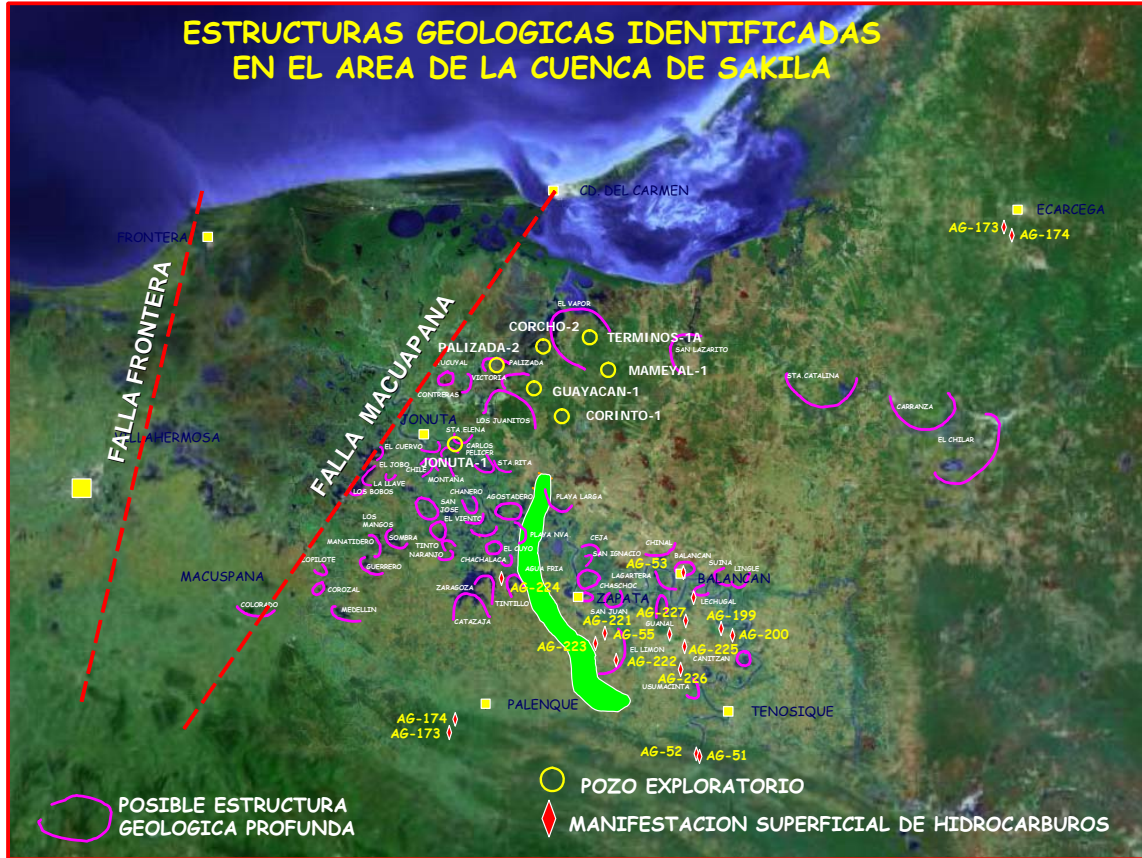 ESTRUCTURAS GEOLOGICAS IDENTIFICADAS
EN EL AREA DE LA CUENCA DE SAKILA
CD. DEL CARMEN
ECARCEGA
AG-173
AG-174
FRONTERA
FALLA FRONTERA
FALLA MACUAPANA
EL VAPOR
CORCHO-2
TERMINOS-1A
PALIZADA-2
SAN LAZARITO
PALIZADA
VICTORIA
MAMEYAL-1
STA. CATALINA
CONTRERAS
GUAYACAN-1
CARRANZA
LOS JUANITOS
CORINTO-1
JONUTA
STA. ELENA
EL CHILAR
EL CUERVO
CARLOS
PELICER
JONUTA-1
EL JOBO
CHILE
STA. RITA
MONTAÑA
LA LLAVE
LOS BOBOS
CHANERO
AGOSTADERO
PLAYA LARGA
SAN
JOSE
LOS
MANGOS
EL VIENTO
SOMBRA
MANATIDERO
TINTO
NARANJO
PLAYA NVA
CEJA
CHINAL
EL CUYO
SAN IGNACIO
BALANCAN
CHACHALACA
AG-53
SUINA
LINGLE
COPILOTE
GUERRERO
AGUA FRIA
LAGARTERA
BALANCAN
MACUSPANA
COROZAL
ZARAGOZA
AG-224
CHASCHOC
ZAPATA
LECHUGAL
COLORADO
MEDELLIN
TINTILLO
CATAZAJA
SAN JUAN
AG-227
AG-199
AG-221
GUANAL
AG-55
AG-200
AG-223
EL LIMON
AG-225
AG-222
CANITZAN
AG-226
USUMACINTA
PALENQUE
TENOSIQUE
AG-174
AG-173
AG-52
AG-51
POZO EXPLORATORIO
POSIBLE ESTRUCTURA
GEOLOGICA PROFUNDA
MANIFESTACION SUPERFICIAL DE HIDROCARBUROS